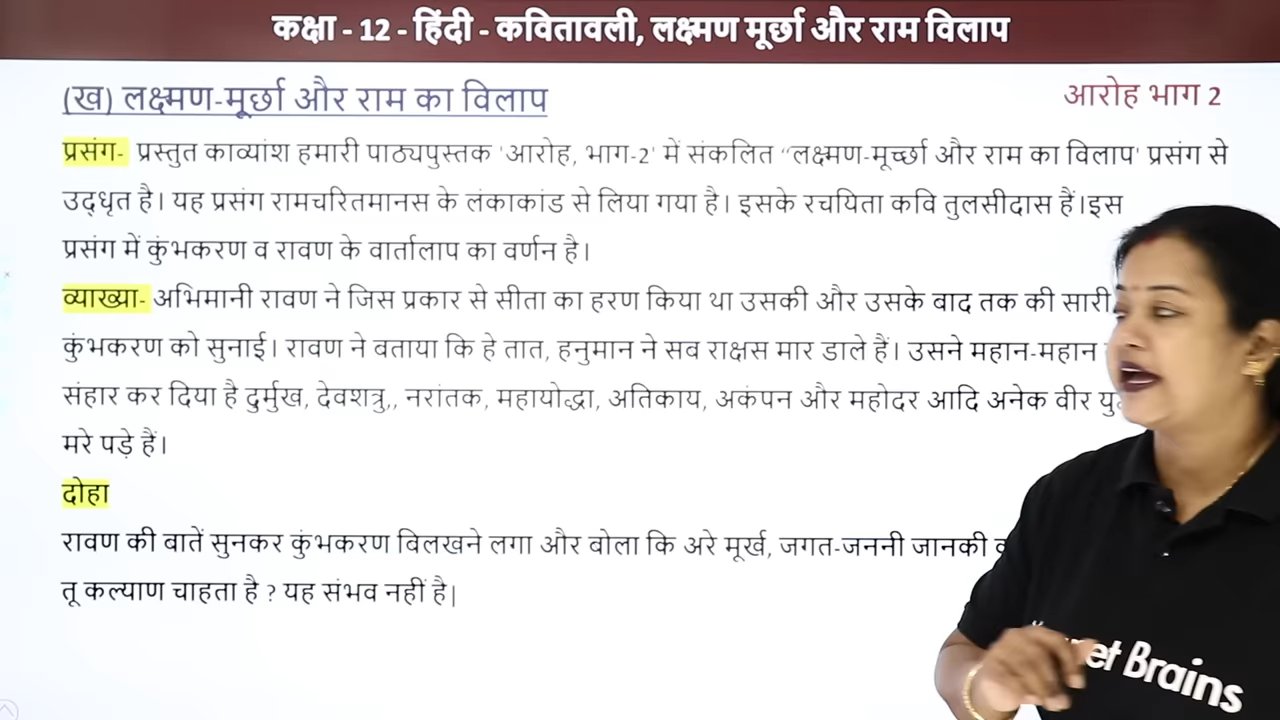 कक्षा - 12 - हिंदी - कवितावली, लक्ष्मण मूर्छा और राम विलाप
(ख) लक्ष्मण-मूर्छा और राम का विलाप
आरोह भाग 2
प्रसंग- प्रस्तुत काव्यांश हमारी पाठ्यपुस्तक 'आरोह, भाग-2' में संकलित “लक्ष्मण-मूर्च्छा और राम का विलाप' प्रसंग से
उद्धृत है। यह प्रसंग रामचरितमानस के लंकाकांड से लिया गया है। इसके रचयिता कवि तुलसीदास हैं।इस
प्रसंग में कुंभकरण व रावण के वार्तालाप का वर्णन है।
व्याख्या- अभिमानी रावण ने जिस प्रकार से सीता का हरण किया था उसकी और उसके बाद तक की सारी
कुंभकरण को सुनाई। रावण ने वताया कि हे तात, हनुमान ने सव राक्षस मार डाले हैं। उसने महान-महान
संहार कर दिया है दुर्मुख, देवशत्रु,, नरांतक, महायोद्धा, अतिकाय, अकंपन और महोदर आदि अनेक वीर
मरे पड़े हैं।
दोहा
रावण की वातें सुनकर कुंभकरण बिलखने लगा और वोला कि अरे मूर्ख, जगत-जननी जानकी
तू कल्याण चाहता है ? यह संभव नहीं है|
et Brains